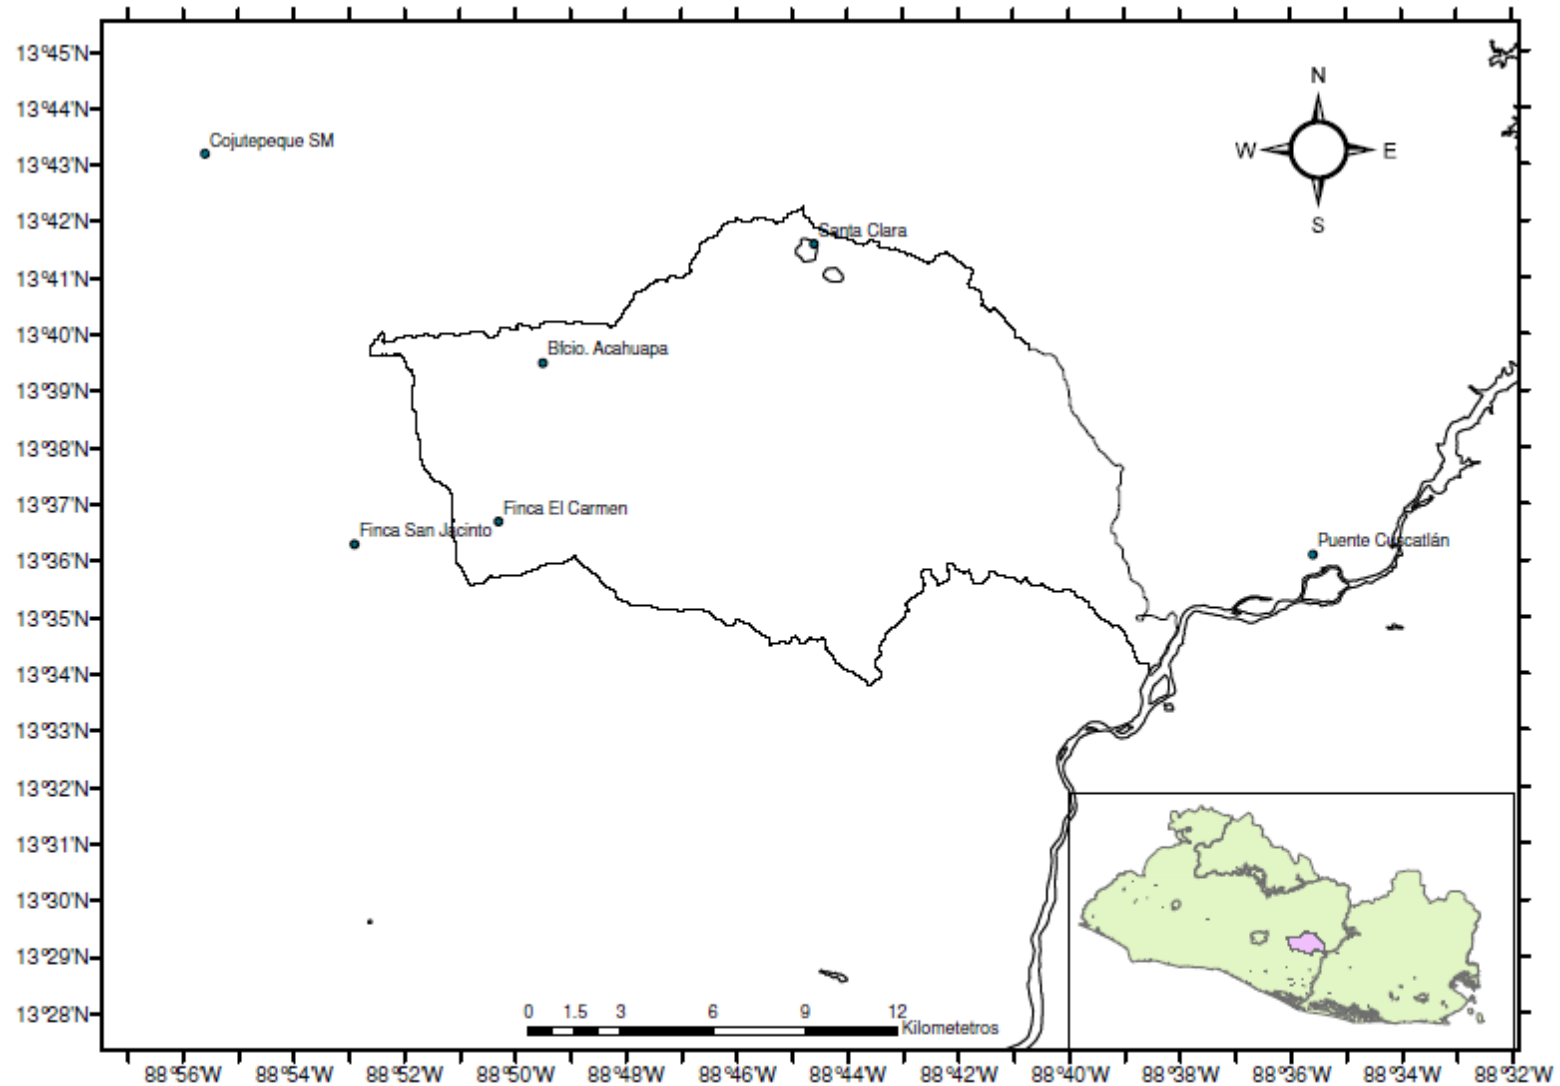 13°45'N
13°44'N
13°43'N
13°42'N
13°41'N
13°40'N
13°39'N
13°38'N
13°37'N
13°36'N
13°35'N
13°34'N
13°33'N
13°32'N
13°31'N
13°30'N
13°29'N
13°28'N
N
W E
S
Cojutepeque SM
Santa Clara
Bfcio. Acahuapa
Finca El Carmen
Finca San Jacinto
Puente Cuscatlán
0 1.5 3 6 9 12
Kilometetros
88°56'W 88°54'W 88°52'W 88°50'W 88°48'W 88°46'W 88°44'W 88°42'W 88°40'W 88°38'W 88°36'W 88°34'W 88°32'W